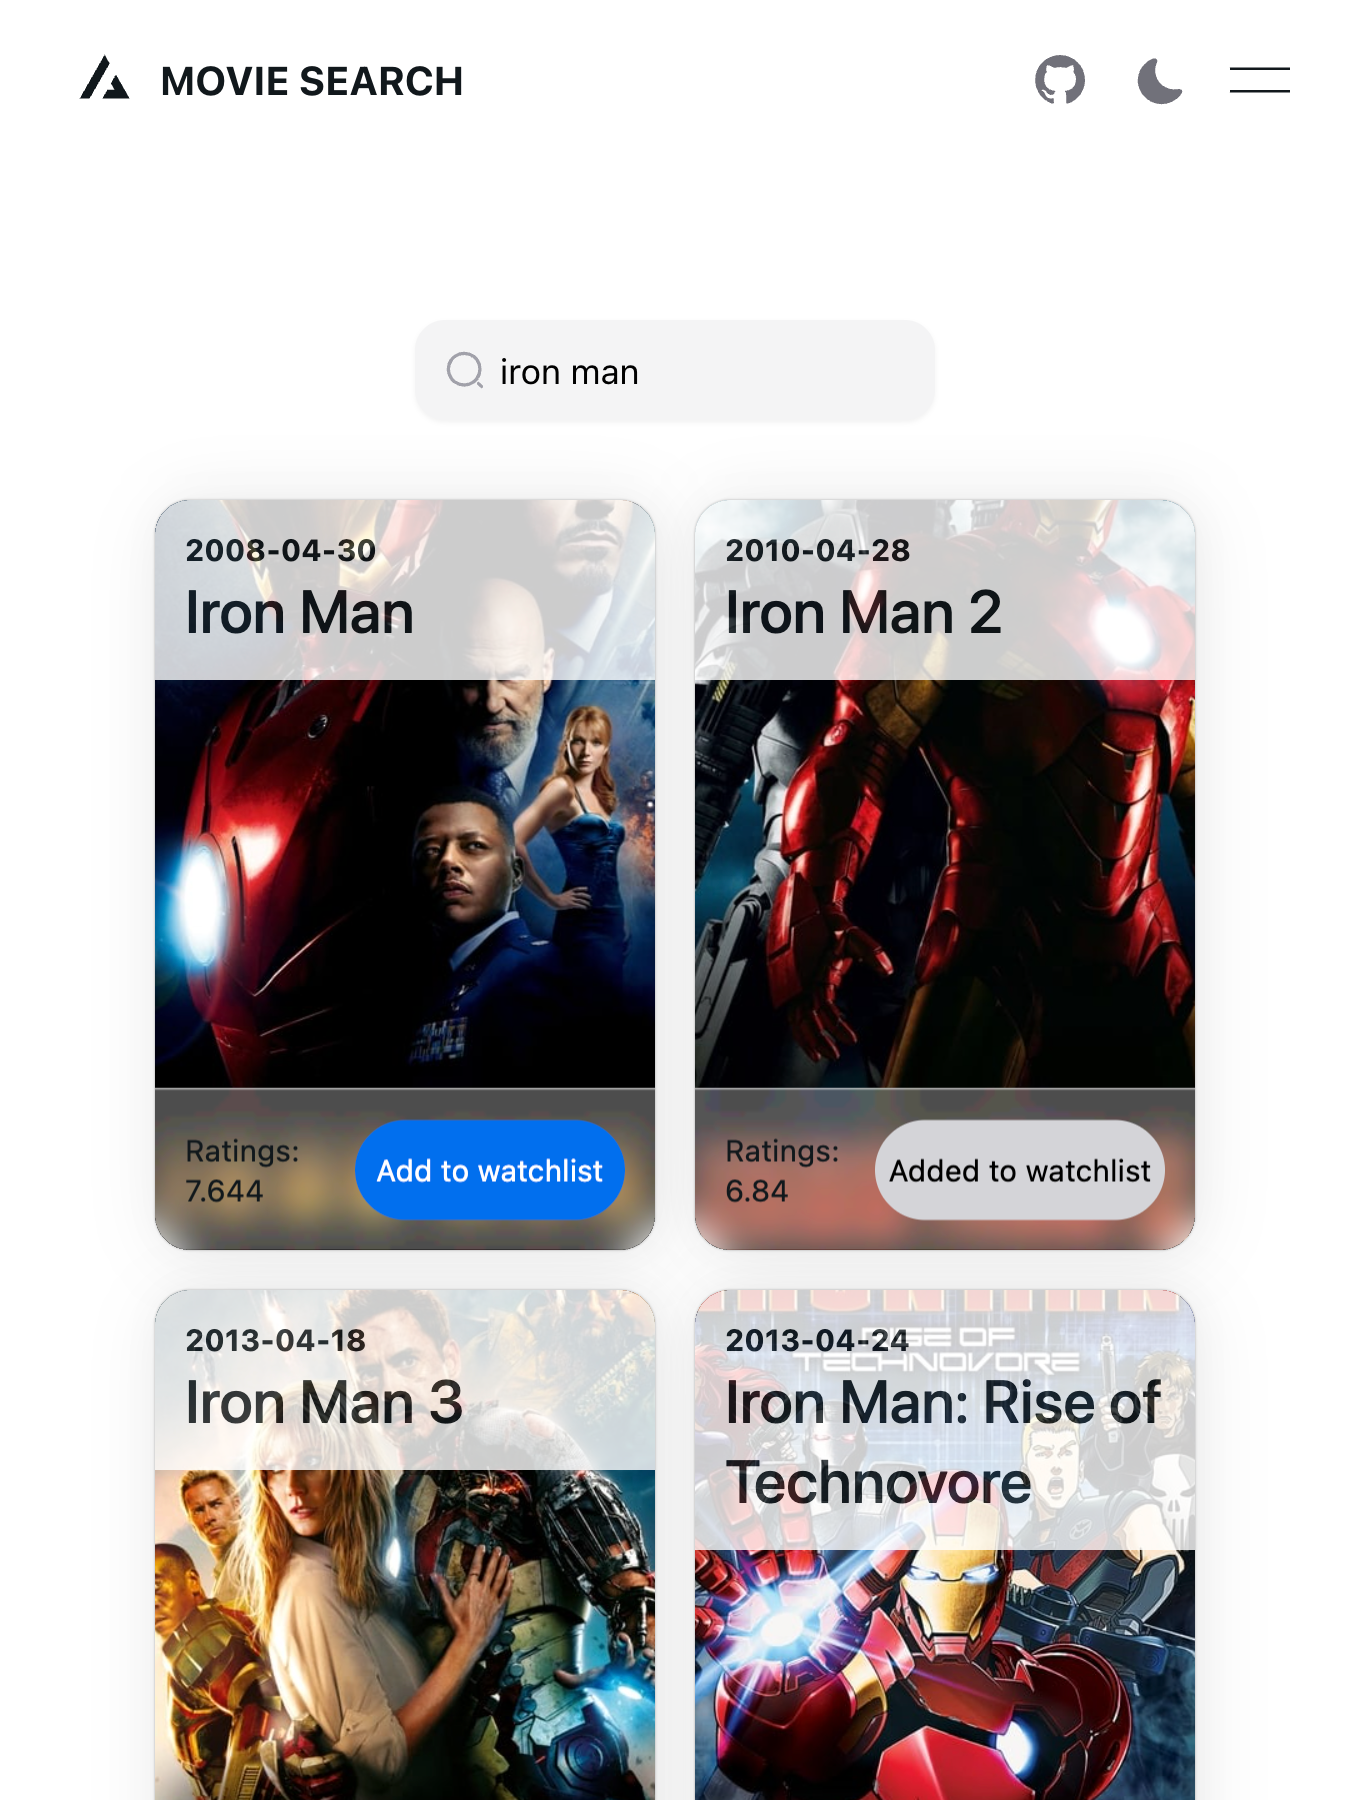 MOVIE SEARCH
iron man
2008-04-30
Iron Man
Ratings:
7.644
Add to watchlist
2010-04-28
Iron Man 2
Ratings:
6.84
Added to watchlist
2013-04-18
Iron Man 3
2013-04-24
Iron Man: Rise of
Technovore
RISE OF
TECHNOVORE